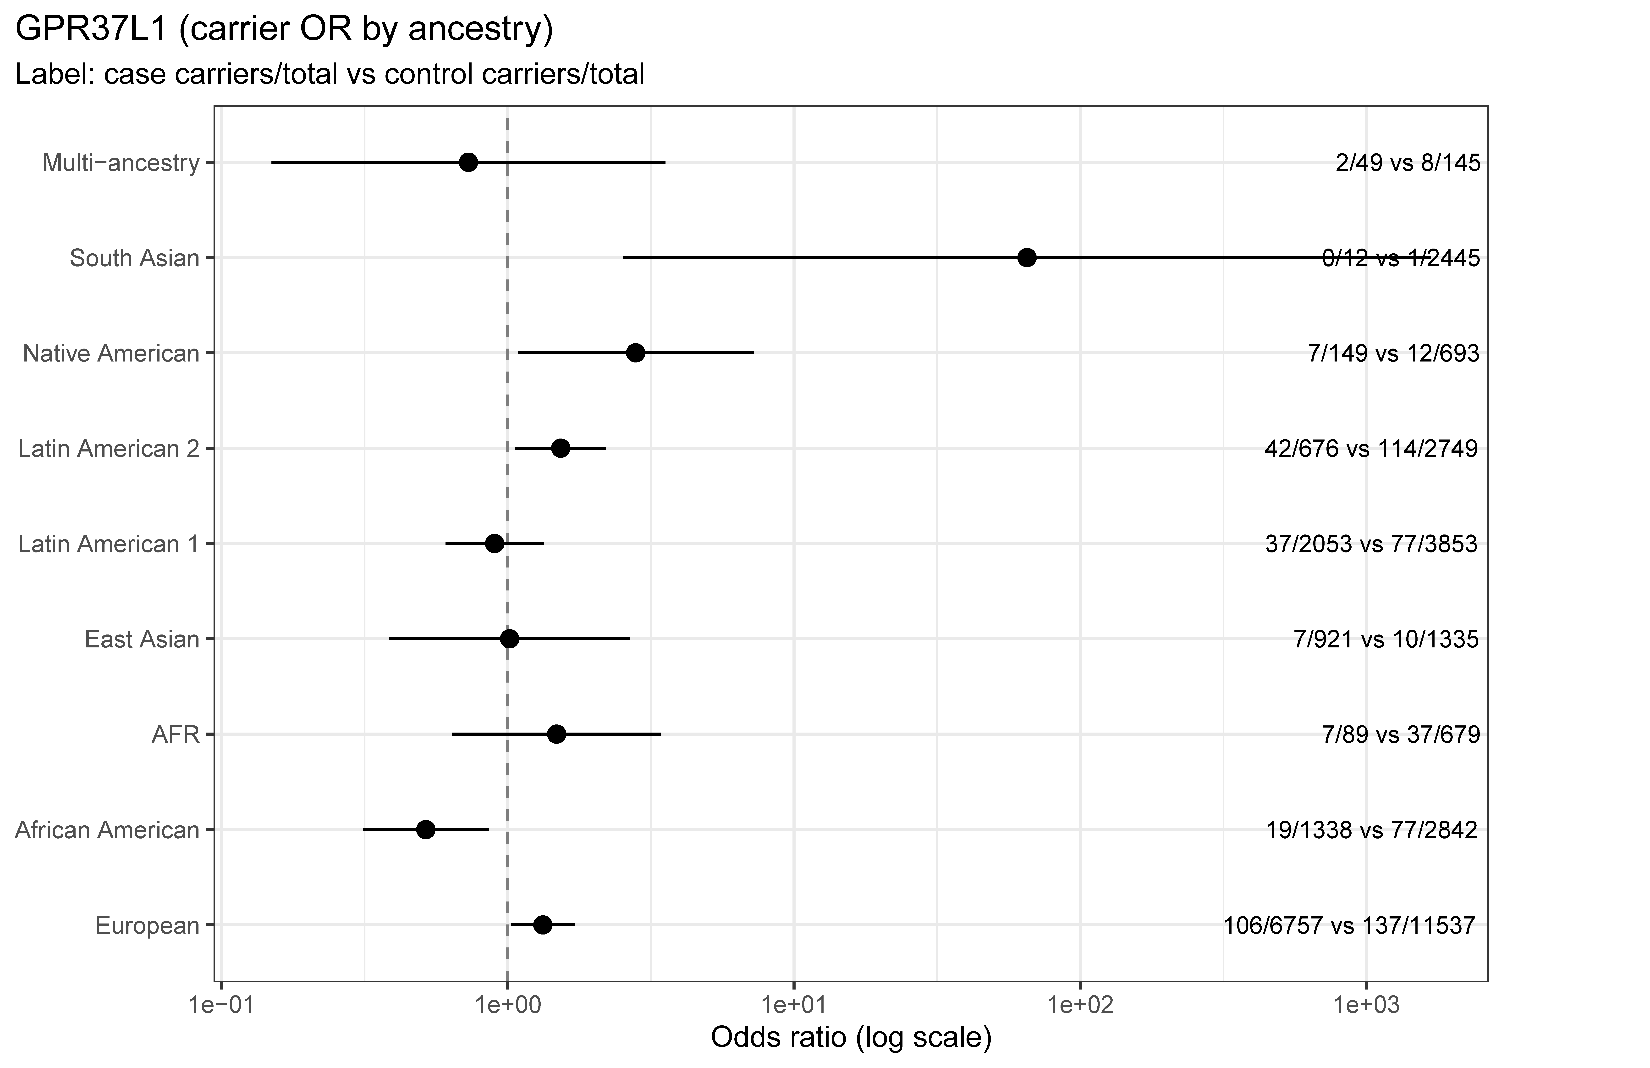 GPR37L1 (carrier OR by ancestry)
Label: case carriers/total vs control carriers/total
Multi−ancestry 2/49 vs 8/145
South Asian 0/12 vs 1/2445
Native American 7/149 vs 12/693
Latin American 2 42/676 vs 114/2749
Latin American 1 37/2053 vs 77/3853
East Asian 7/921 vs 10/1335
AFR 7/89 vs 37/679
African American 19/1338 vs 77/2842
European 106/6757 vs 137/11537
1e−01 1e+00 1e+01 1e+02 1e+03
Odds ratio (log scale)